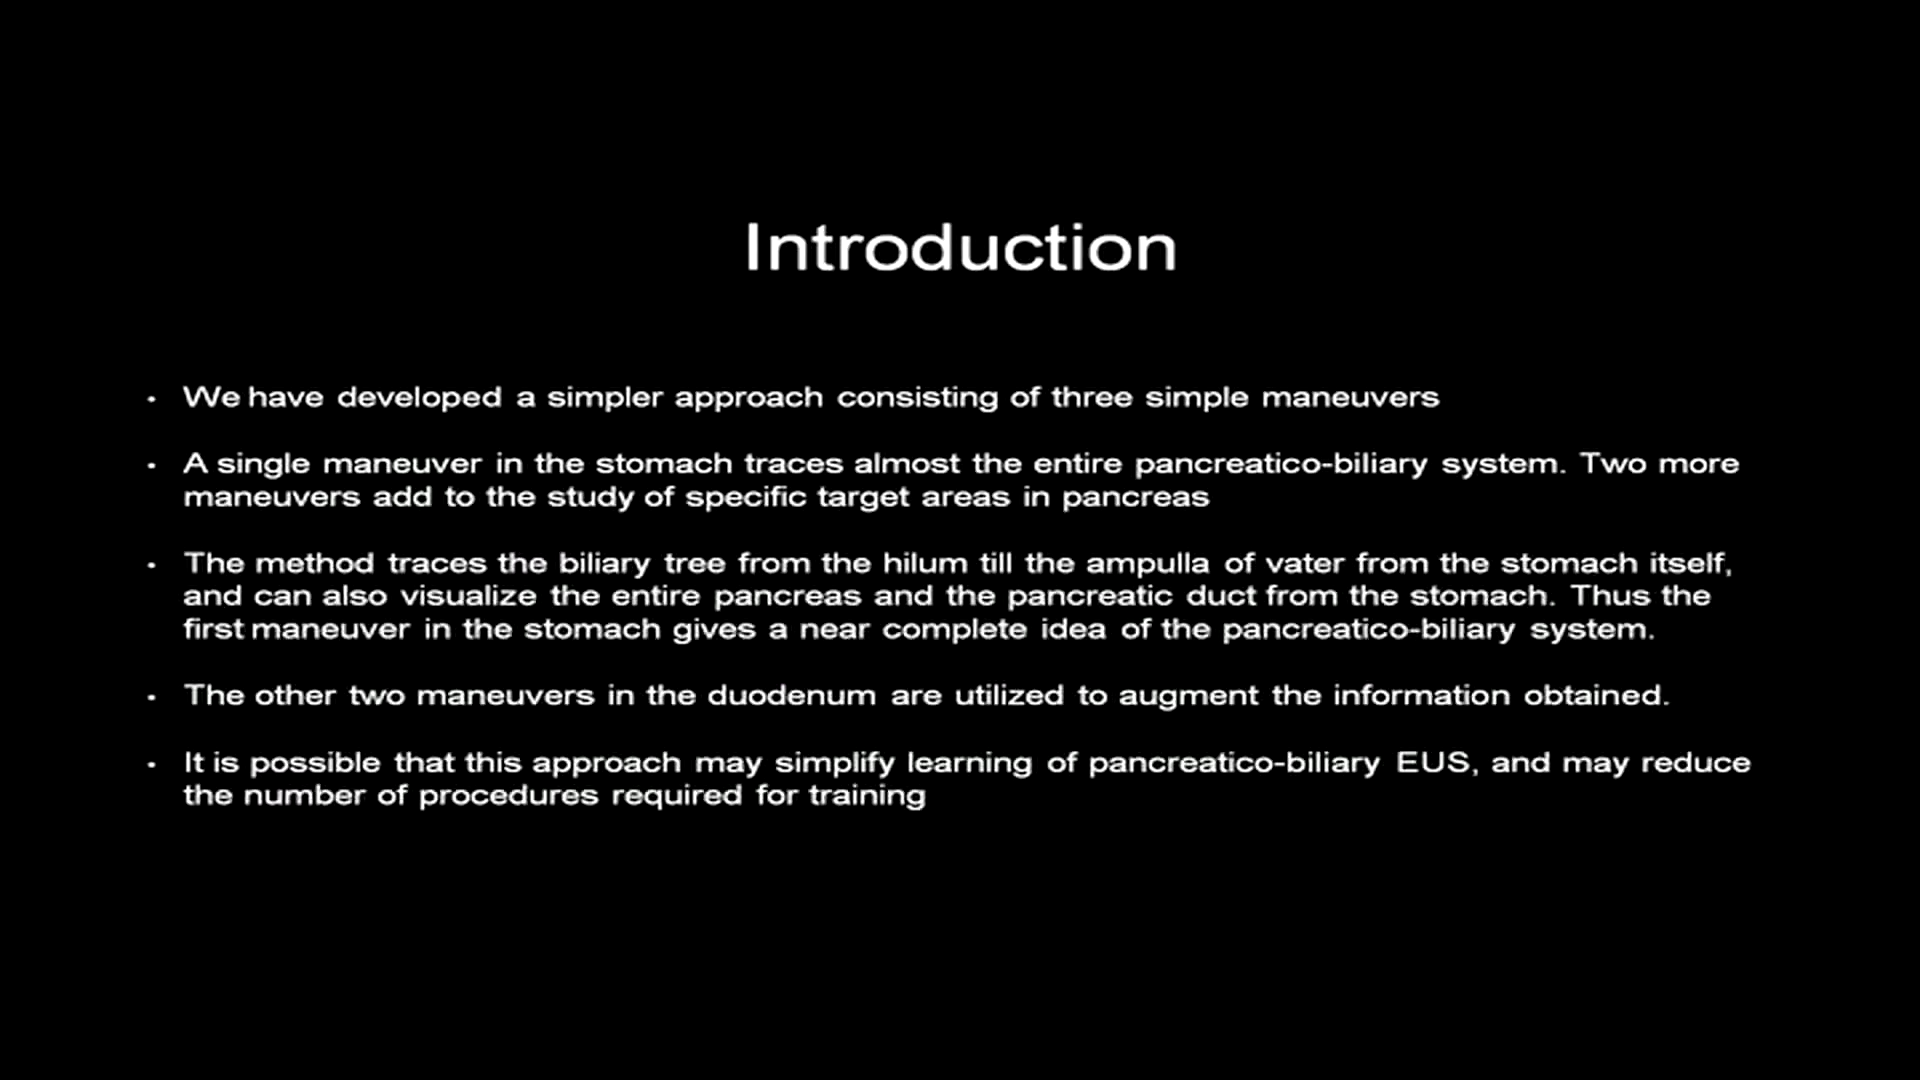 Introduction
• We have developed a simpler approach consisting of three simple maneuvers
• A single maneuver in the stomach traces almost the entire pancreatico-biliary system. Two more
maneuvers add to the study of specific target areas in pancreas
• The method traces the biliary tree from the hilum till the ampulla of vater from the stomach itself,
and can also visualize the entire pancreas and the pancreatic duct from the stomach. Thus the
first maneuver in the stomach gives a near complete idea of the pancreatico-biliary system.
• The other two maneuvers in the duodenum are utilized to augment the information obtained.
• It is possible that this approach may simplify learning of pancreatico-biliary EUS, and may reduce
the number of procedures required for training